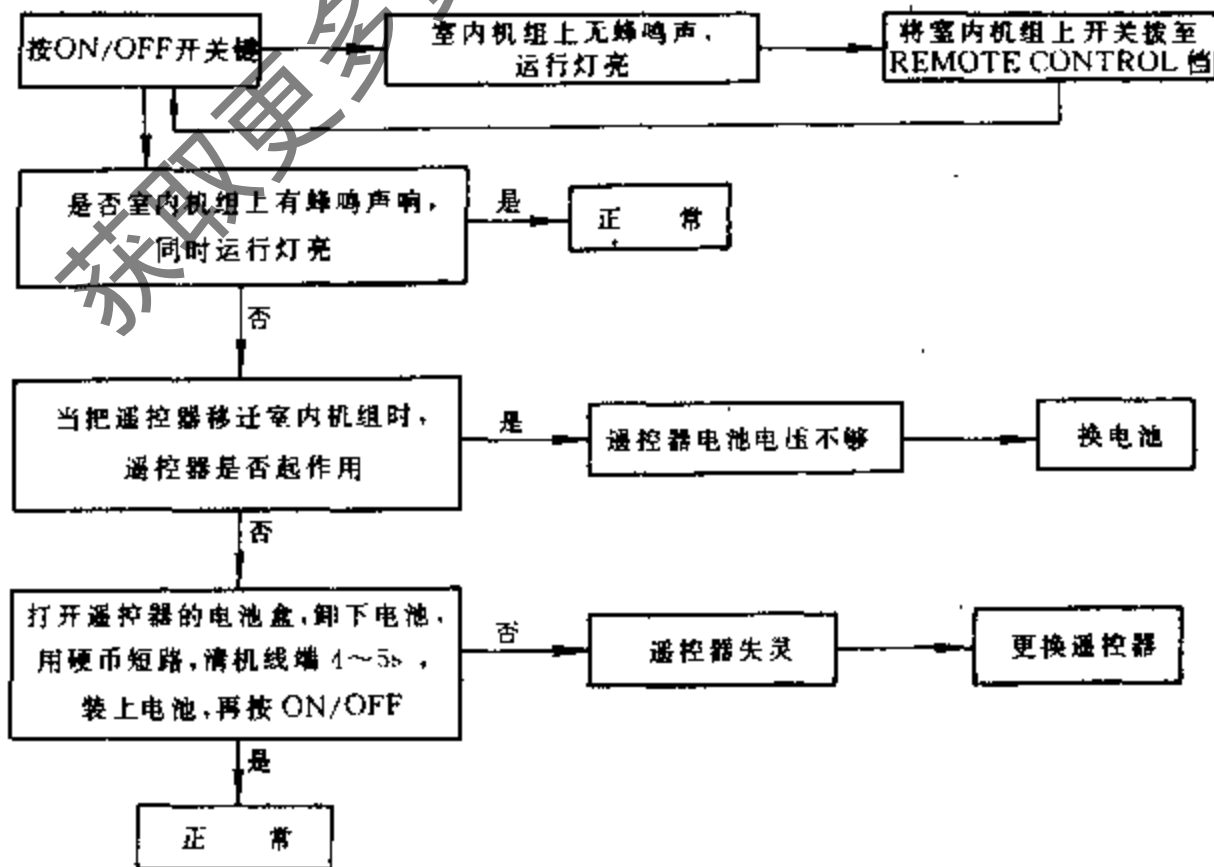 按ON/OFF开关键
室内机组上无蜂鸣声,
运行灯亮
将室内机组上开关拨至
REMOTE CONTROL 档
是否室内机组上有蜂鸣声响,
同时运行灯亮
是
正 常
否
当把遥控器移迁室内机组时,
遥控器是否起作用
是
遥控器电池电压不够
换电池
否
打开遥控器的电池盒,卸下电池,
用硬币短路,清机线端 4～5s ,
装上电池,再按 ON/OFF
否
遥控器失灵
更换遥控器
是
正 常
获取更多